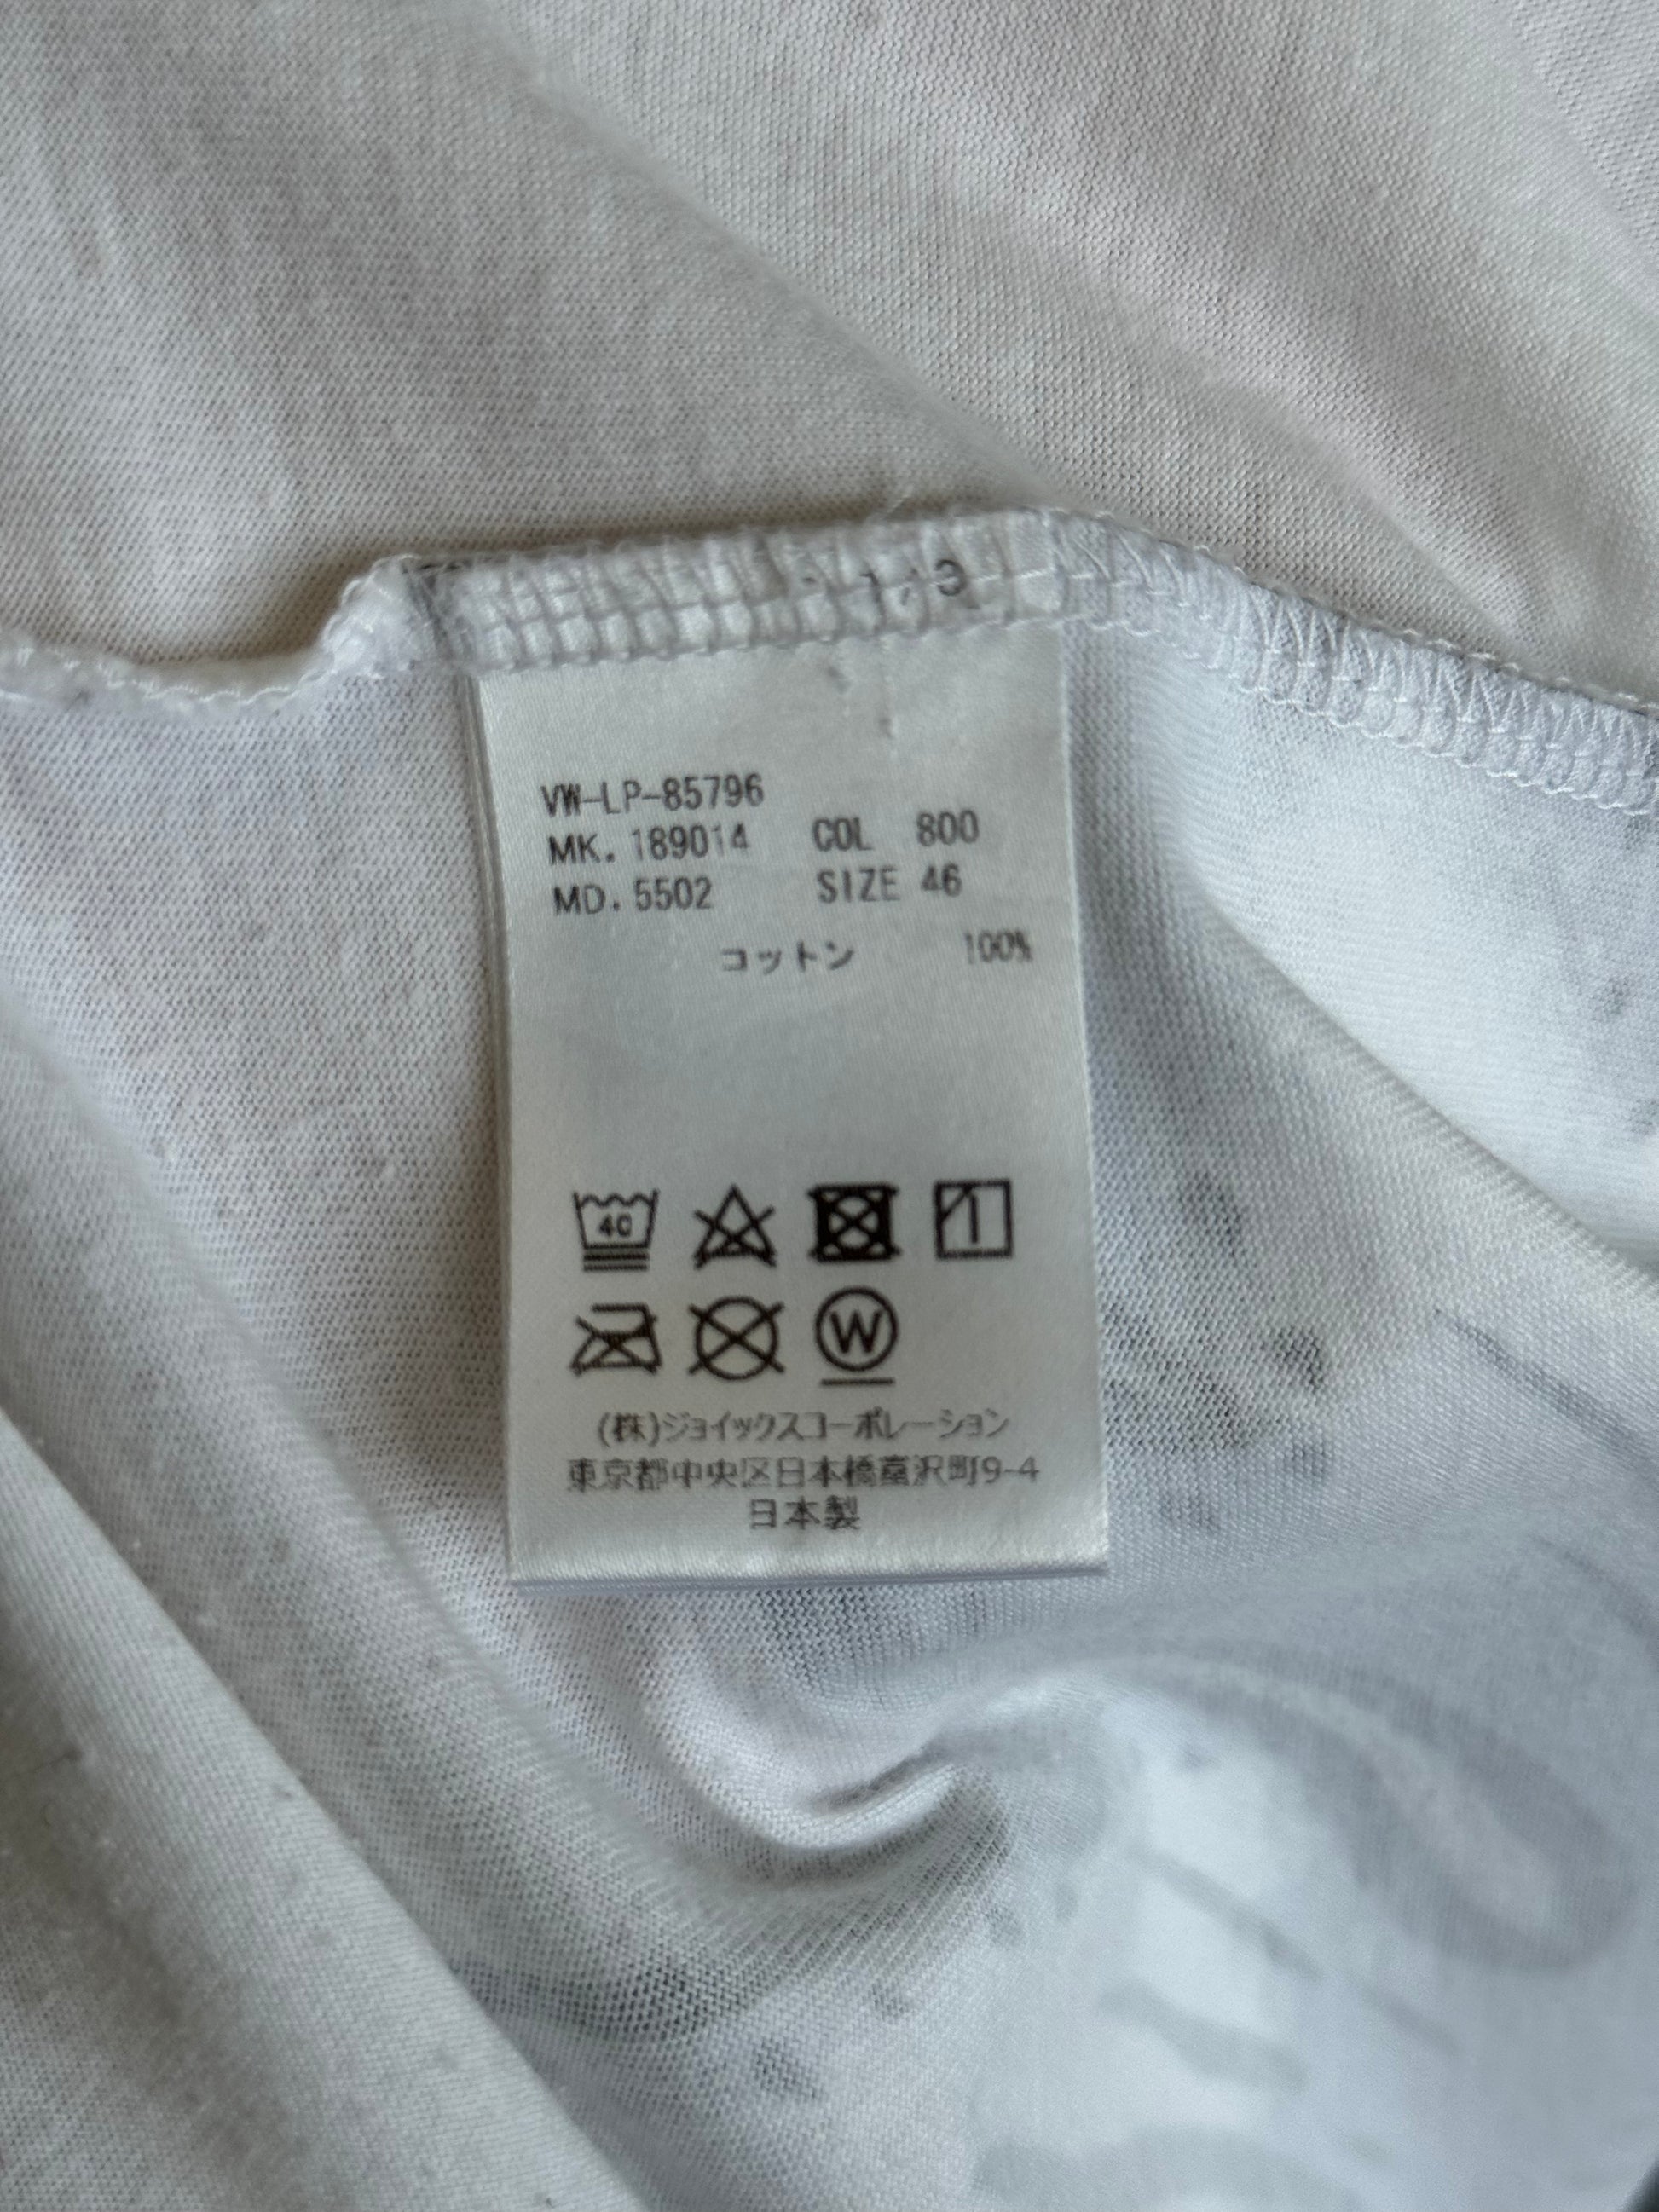 VW-LP-85796
MK. 189014 COL 800
MD. 5502 SIZE 46
コットン 100%
40
W
(株)ジョイックスコーポレーション
東京都中央区日本橋富沢町9-4
日本製